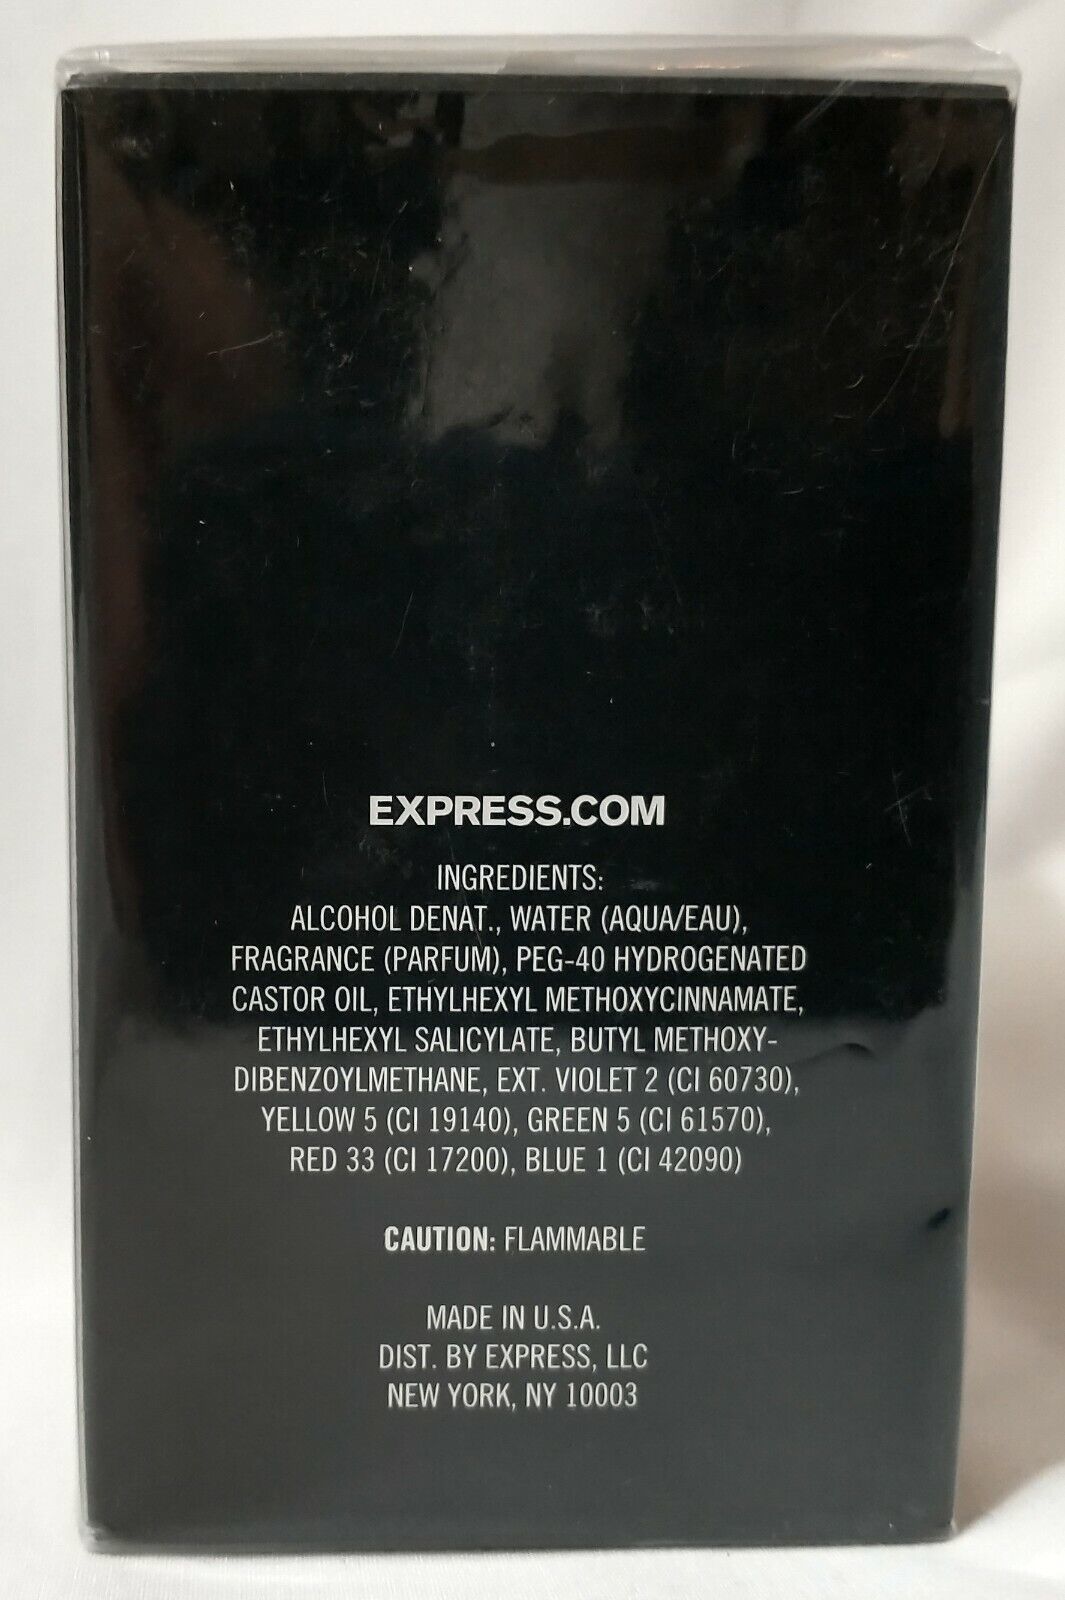 EXPRESS.COM
INGREDIENTS:
ALCOHOL DENAT., WATER (AQUA/EAU),
FRAGRANCE (PARFUM), PEG-40 HYDROGENATED
CASTOR OIL, ETHYLHEXYL METHOXYCINNAMATE,
ETHYLHEXYL SALICYLATE, BUTYL METHOXY-
DIBENZOYLMETHANE, EXT. VIOLET 2 (CI 60730),
YELLOW 5 (CI 19140), GREEN 5 (CI 61570),
RED 33 (CI 17200), BLUE 1 (CI 42090)
CAUTION: FLAMMABLE
MADE IN U.S.A.
DIST. BY EXPRESS, LLC
NEW YORK, NY 10003